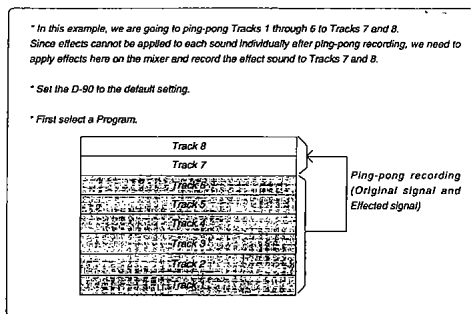 * In this example, we are going to ping-pong Tracks 1 through 6 to Tracks 7 and 8.
Since effects cannot be applied to each sound individually after ping-pong recording, we need to
apply effects here on the mixer and record the effect sound to Tracks 7 and 8.
* Set the D-90 to the default setting.
* First select a Program.
Track 8
Track 7
Track 6
Track 5
Track 4
Track 3
Track 2
Track 1
Ping-pong recording
(Original signal and
Effected signal)